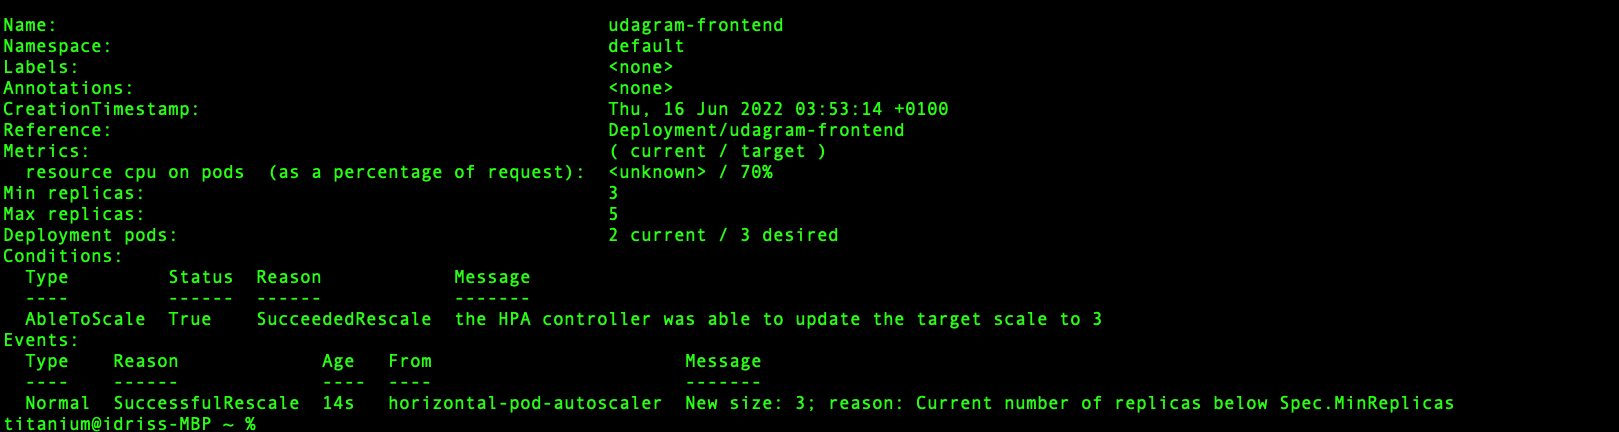 Name: udagram-frontend
Namespace: default
Labels: <none>
Annotations: <none>
CreationTimestamp: Thu, 16 Jun 2022 03:53:14 +0100
Reference: Deployment/udagram-frontend
Metrics: ( current / target )
resource cpu on pods (as a percentage of request): <unknown> / 70%
Min replicas: 3
Max replicas: 5
Deployment pods: 2 current / 3 desired
Conditions:
Type Status Reason Message
---- ------ ------ -------
AbleToScale True SucceededRescale the HPA controller was able to update the target scale to 3
Events:
Type Reason Age From Message
---- ------ ---- ---- -------
Normal SuccessfulRescale 14s horizontal-pod-autoscaler New size: 3; reason: Current number of replicas below Spec.MinReplicas
titanium@idriss-MBP ~ %